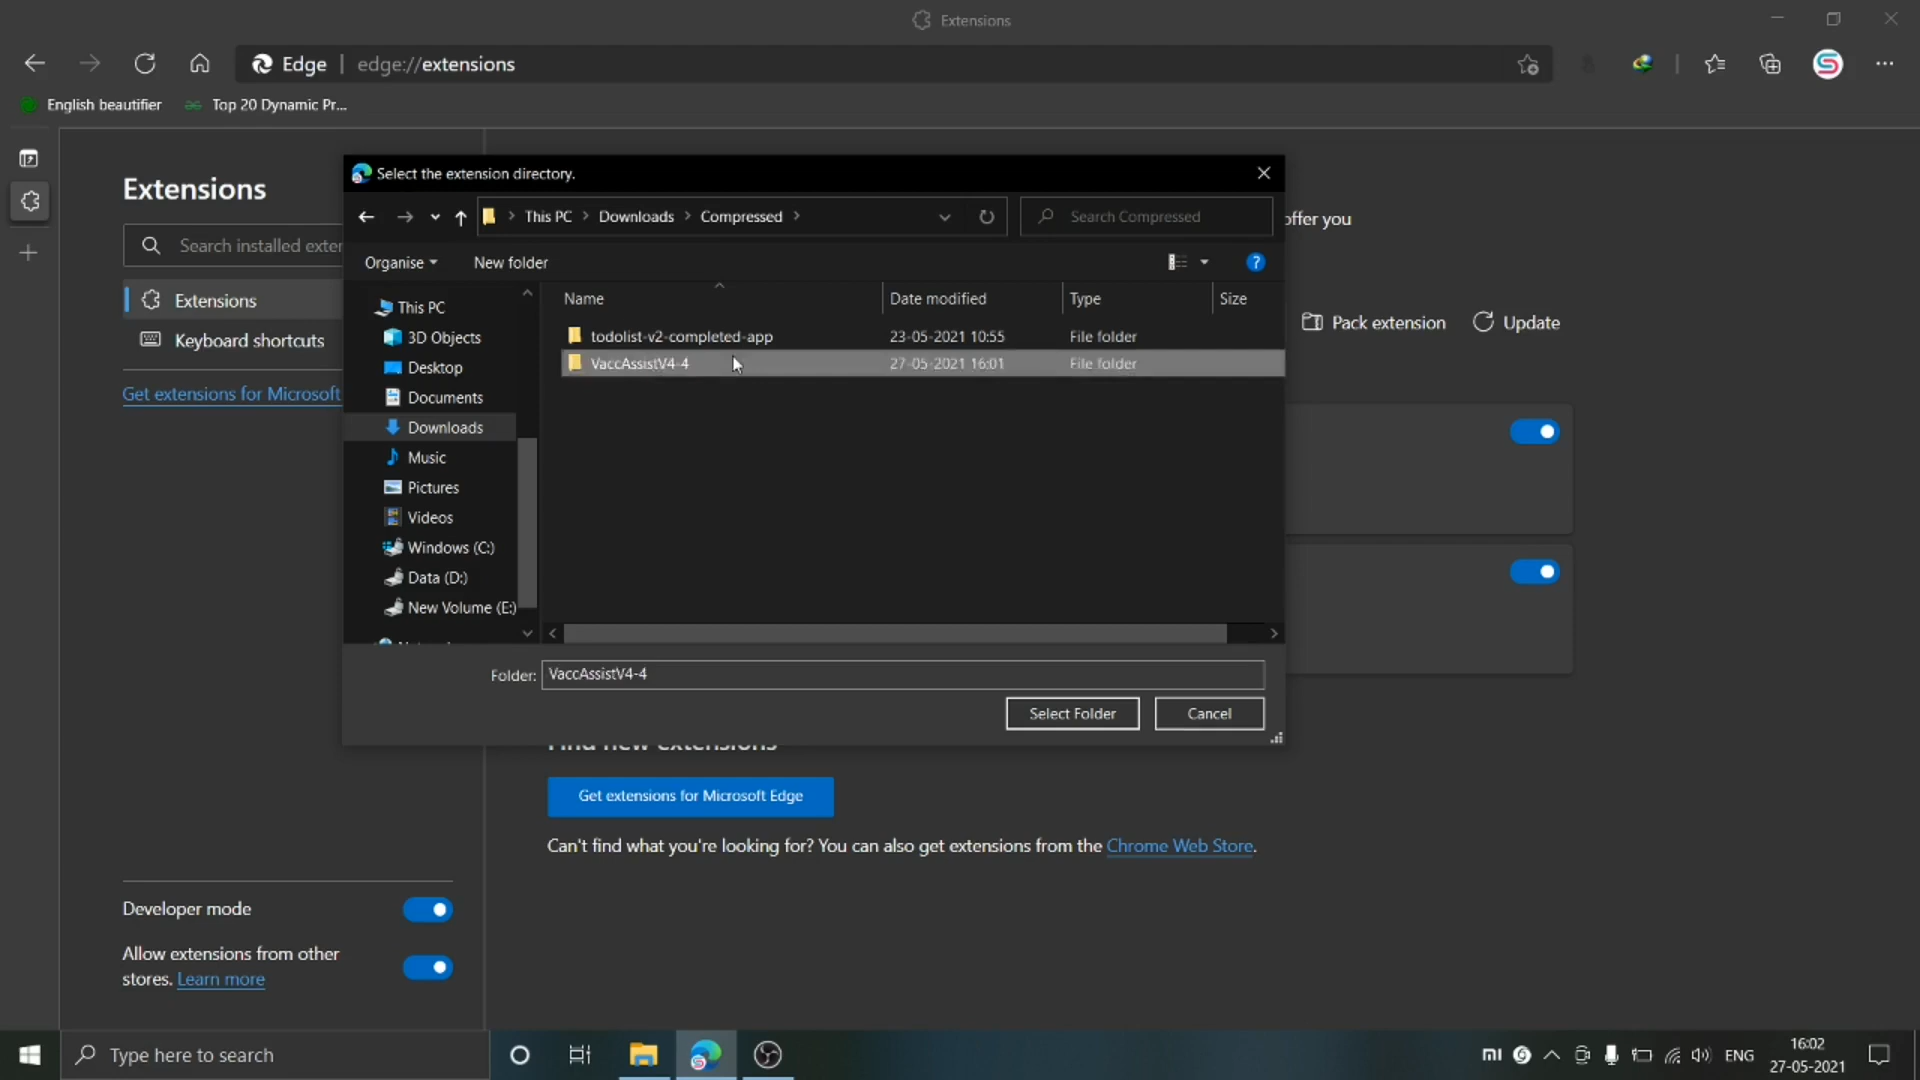 Extensions
Edge | edge://extensions
English beautifier
Top 20 Dynamic Pr...
Extensions
Search installed exter
Extensions
Keyboard shortcuts
Get extensions for Microsoft
Select the extension directory.
This PC > Downloads > Compressed >
Search Compressed
Organise
New folder
This PC
3D Objects
Desktop
Documents
Downloads
Music
Pictures
Videos
Windows (C:)
Data (D:)
New Volume (E:)
Name Date modified Type Size
todolist-v2-completed-app 23-05-2021 10:55 File folder
VaccAssistV4-4 27-05-2021 16:01 File folder
Folder: VaccAssistV4-4
Select Folder
Cancel
offer you
Pack extension
Update
Find new extensions
Get extensions for Microsoft Edge
Can't find what you're looking for? You can also get extensions from the Chrome Web Store.
Developer mode
Allow extensions from other
stores. Learn more
Type here to search
ENG
16:02
27-05-2021